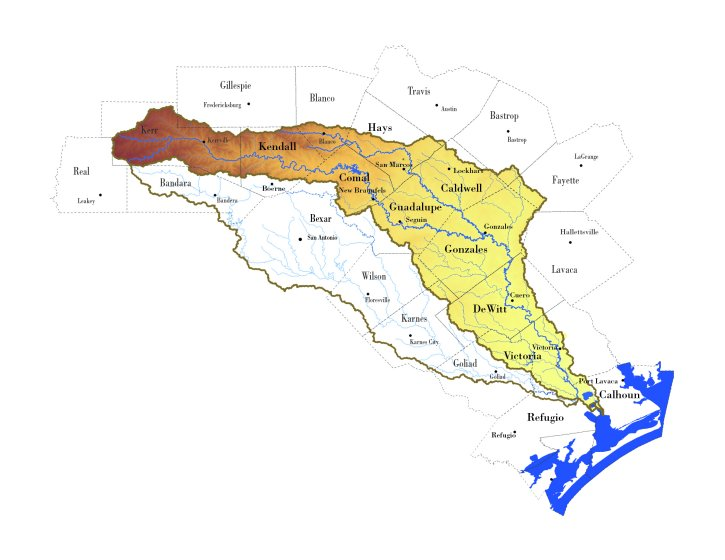 Gillespie
Fredericksburg
Blanco
Travis
Austin
Bastrop
Bastrop
Kerr
Kerrville
Kendall
Hays
Blanco
San Marcos
LaGrange
Fayette
Real
Leakey
Bandara
Bandera
Boerne
Comal
New Braunfels
Lockhart
Caldwell
Guadalupe
Seguin
Bexar
San Antonio
Gonzales
Gonzales
Hallettsville
Lavaca
Wilson
Floresville
Cuero
DeWitt
Karnes
Karnes City
Victoria
Victoria
Goliad
Goliad
Port Lavaca
Calhoun
Refugio
Refugio